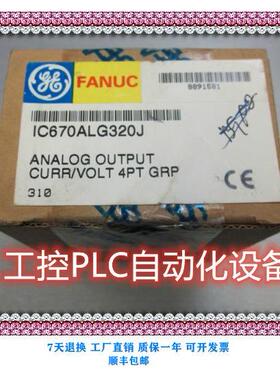 GE FANUC
8891581
IC670ALG320J
ANALOG OUTPUT
CURR/VOLT 4PT GRP
310
CE
工控PLC自动化设备
7天退换 工厂直销 质保一年 可开发票
顺丰包邮